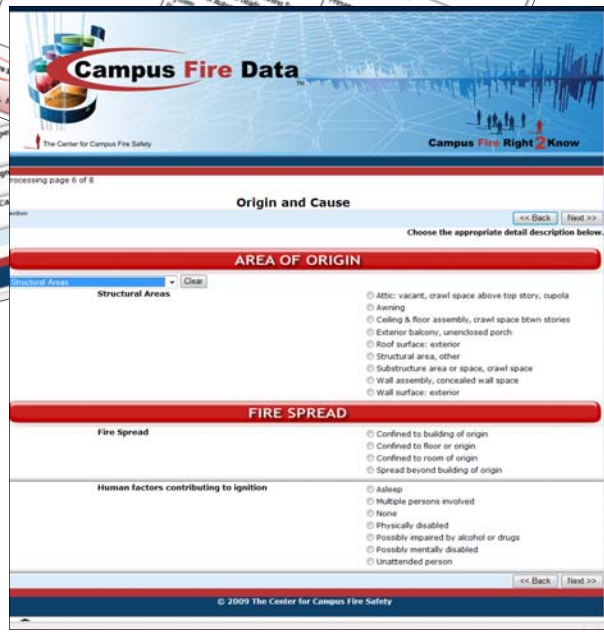 Campus Fire Data
TM
The Center for Campus Fire Safety
Campus Fire Right 2 Know
rocessing page 6 of 8
Origin and Cause
<< Back Next >>
Choose the appropriate detail description below.
AREA OF ORIGIN
Structural Areas Clear
Structural Areas
Attic: vacant, crawl space above top story, cupola
Awning
Ceiling & floor assembly, crawl space btwn stories
Exterior balcony, unenclosed porch
Roof surface: exterior
Structural area, other
Substructure area or space, crawl space
Wall assembly, concealed wall space
Wall surface: exterior
FIRE SPREAD
Fire Spread
Confined to building of origin
Confined to floor or origin
Confined to room of origin
Spread beyond building of origin
Human factors contributing to ignition
Asleep
Multiple persons involved
None
Physically disabled
Possibly impaired by alcohol or drugs
Possibly mentally disabled
Unattended person
<< Back Next >>
© 2009 The Center for Campus Fire Safety